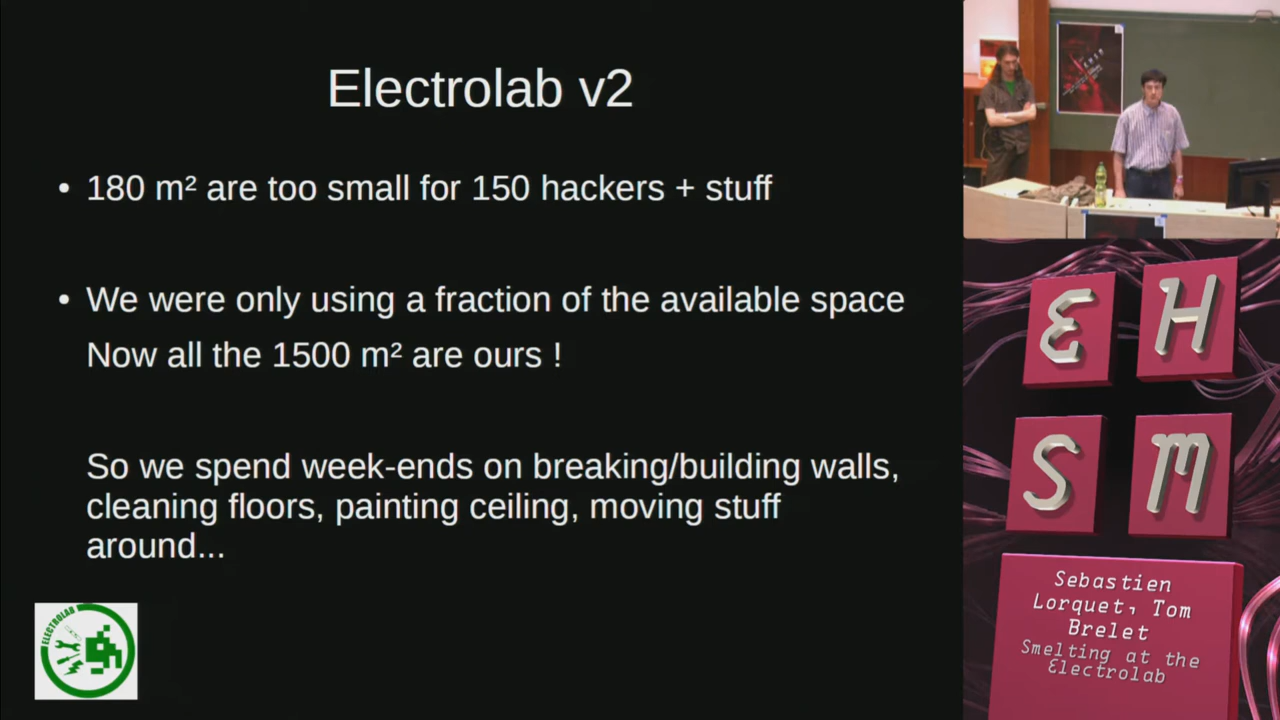 Electrolab v2
• 180 m² are too small for 150 hackers + stuff
• We were only using a fraction of the available space
Now all the 1500 m² are ours !
So we spend week-ends on breaking/building walls,
cleaning floors, painting ceiling, moving stuff
around...
ELECTROLAB
E H
S M
Sebastien
Lorquet, Tom
Brelet
Smelting at the
Electrolab